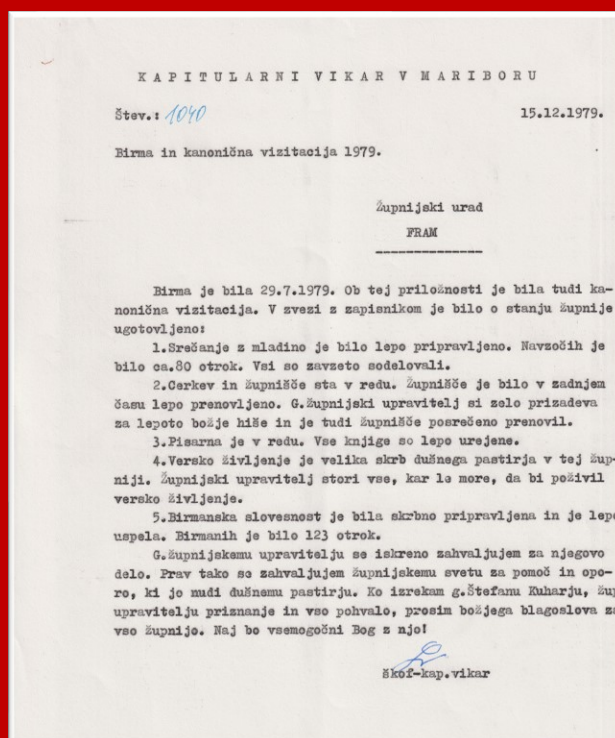 KAPITULARNI VIKAR V MARIBORU
Štev.: 1040 15.12.1979.
Birma in kanonična vizitacija 1979.
Župnijski urad
FRAM
Birma je bila 29.7.1979. Ob tej priložnosti je bila tudi ka-
nonična vizitacija. V zvezi z zapisnikom je bilo o stanju župnije
ugotovljeno:
1.Srečanje z mladino je bilo lepo pripravljeno. Navzočih je
bilo ca.80 otrok. Vsi so zavzeto sodelovali.
2.Cerkev in župnišče sta v redu. Župnišče je bilo v zadnjem
času lepo prenovljeno. G.župnijski upravitelj si zelo prizadeva
za lepoto božje hiše in je tudi župnišče posrečeno prenovil.
3.Pisarna je v redu. Vse knjige so lepo urejene.
4.Versko življenje je velika skrb dušnega pastirja v tej žup-
niji. Župnijski upravitelj stori vse, kar le more, da bi poživil
versko življenje.
5.Birmanska slovesnost je bila skrbno pripravljena in je lepo
uspela. Birmanih je bilo 123 otrok.
G.župnijskemu upravitelju se iskreno zahvaljujem za njegovo
delo. Prav tako se zahvaljujem župnijskemu svetu za pomoč in opo-
ro, ki jo nudi dušnemu pastirju. Ko izrekam g.Štefanu Kuharju, žup
upravitelju priznanje in vso pohvalo, prosim božjega blagoslova za
vso župnijo. Naj bo vsemogočni Bog z njo!
škof-kap.vikar